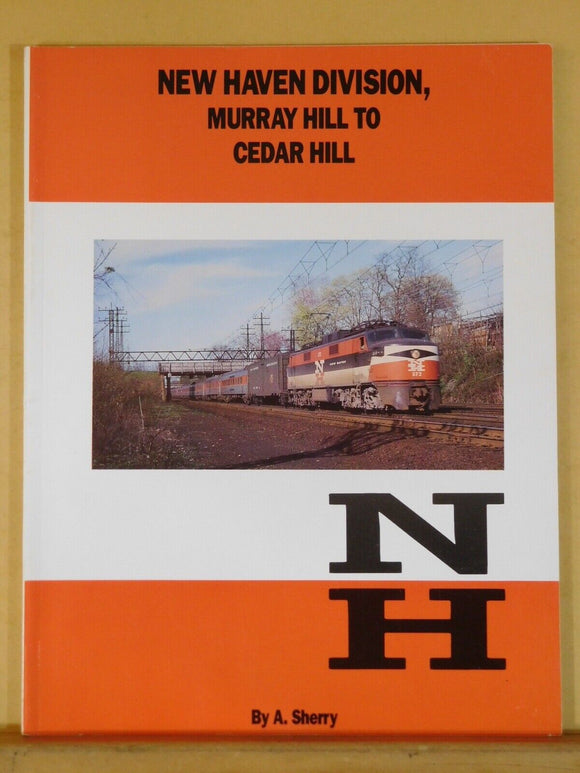 NEW HAVEN DIVISION,
MURRAY HILL TO
CEDAR HILL
N
H
N
H
By A. Sherry